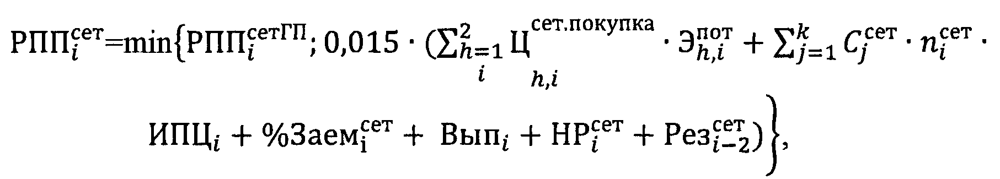 РПП_i^сет=min{РПП_i^сетГП; 0,015 · (∑_{h=1 i}^2 Ц_{h,i}^{сет.покупка} · Э_{h,i}^пот + ∑_{j=1}^k C_j^сет · n_i^сет ·
ИПЦ_i + %Заем_i^сет + Вып_i + НР_i^сет + Рез_{i−2}^сет)},